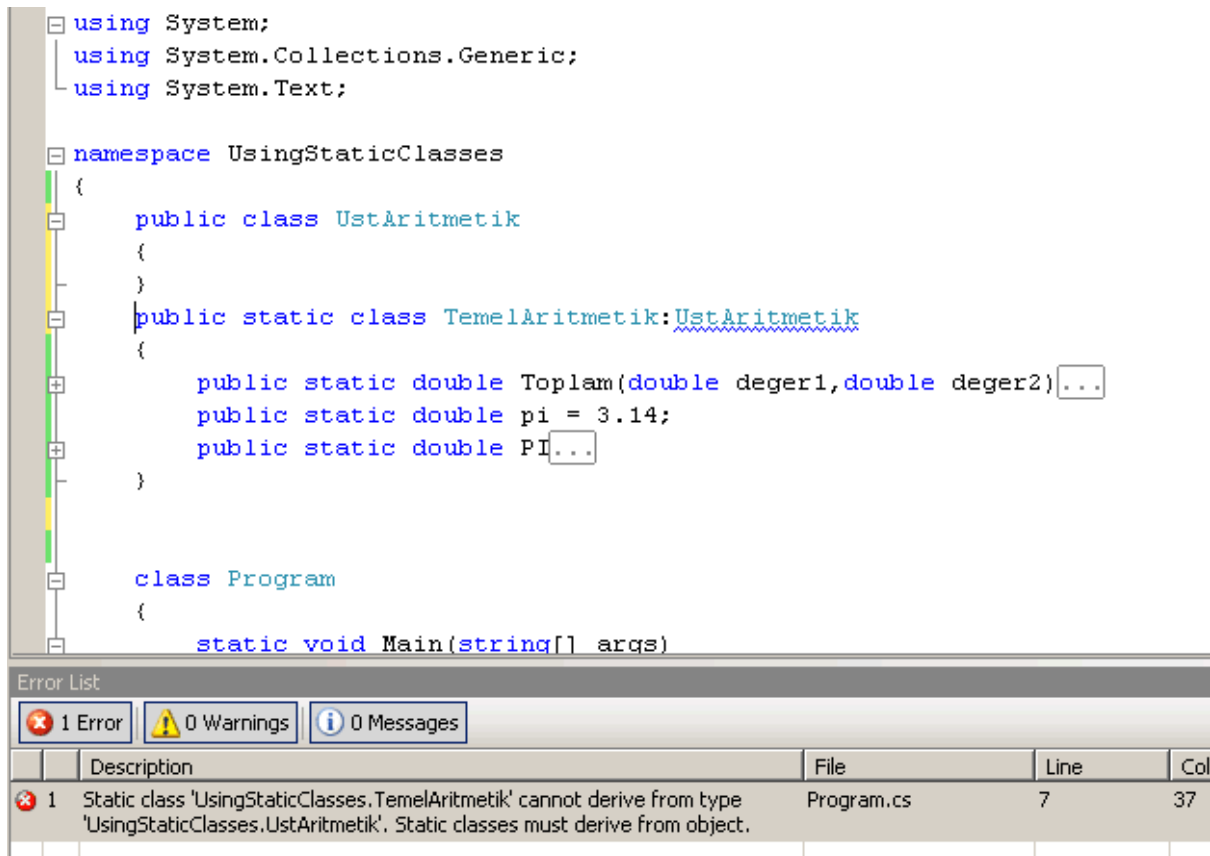 using System;
using System.Collections.Generic;
using System.Text;
namespace UsingStaticClasses
{
public class UstAritmetik
{
}
public static class TemelAritmetik:UstAritmetik
{
public static double Toplam(double deger1,double deger2)...
public static double pi = 3.14;
public static double PI...
}
class Program
{
static void Main(string[] args)
Error List
1 Error 0 Warnings 0 Messages
Description File Line Col
1 Static class 'UsingStaticClasses.TemelAritmetik' cannot derive from type Program.cs 7 37
'UsingStaticClasses.UstAritmetik'. Static classes must derive from object.